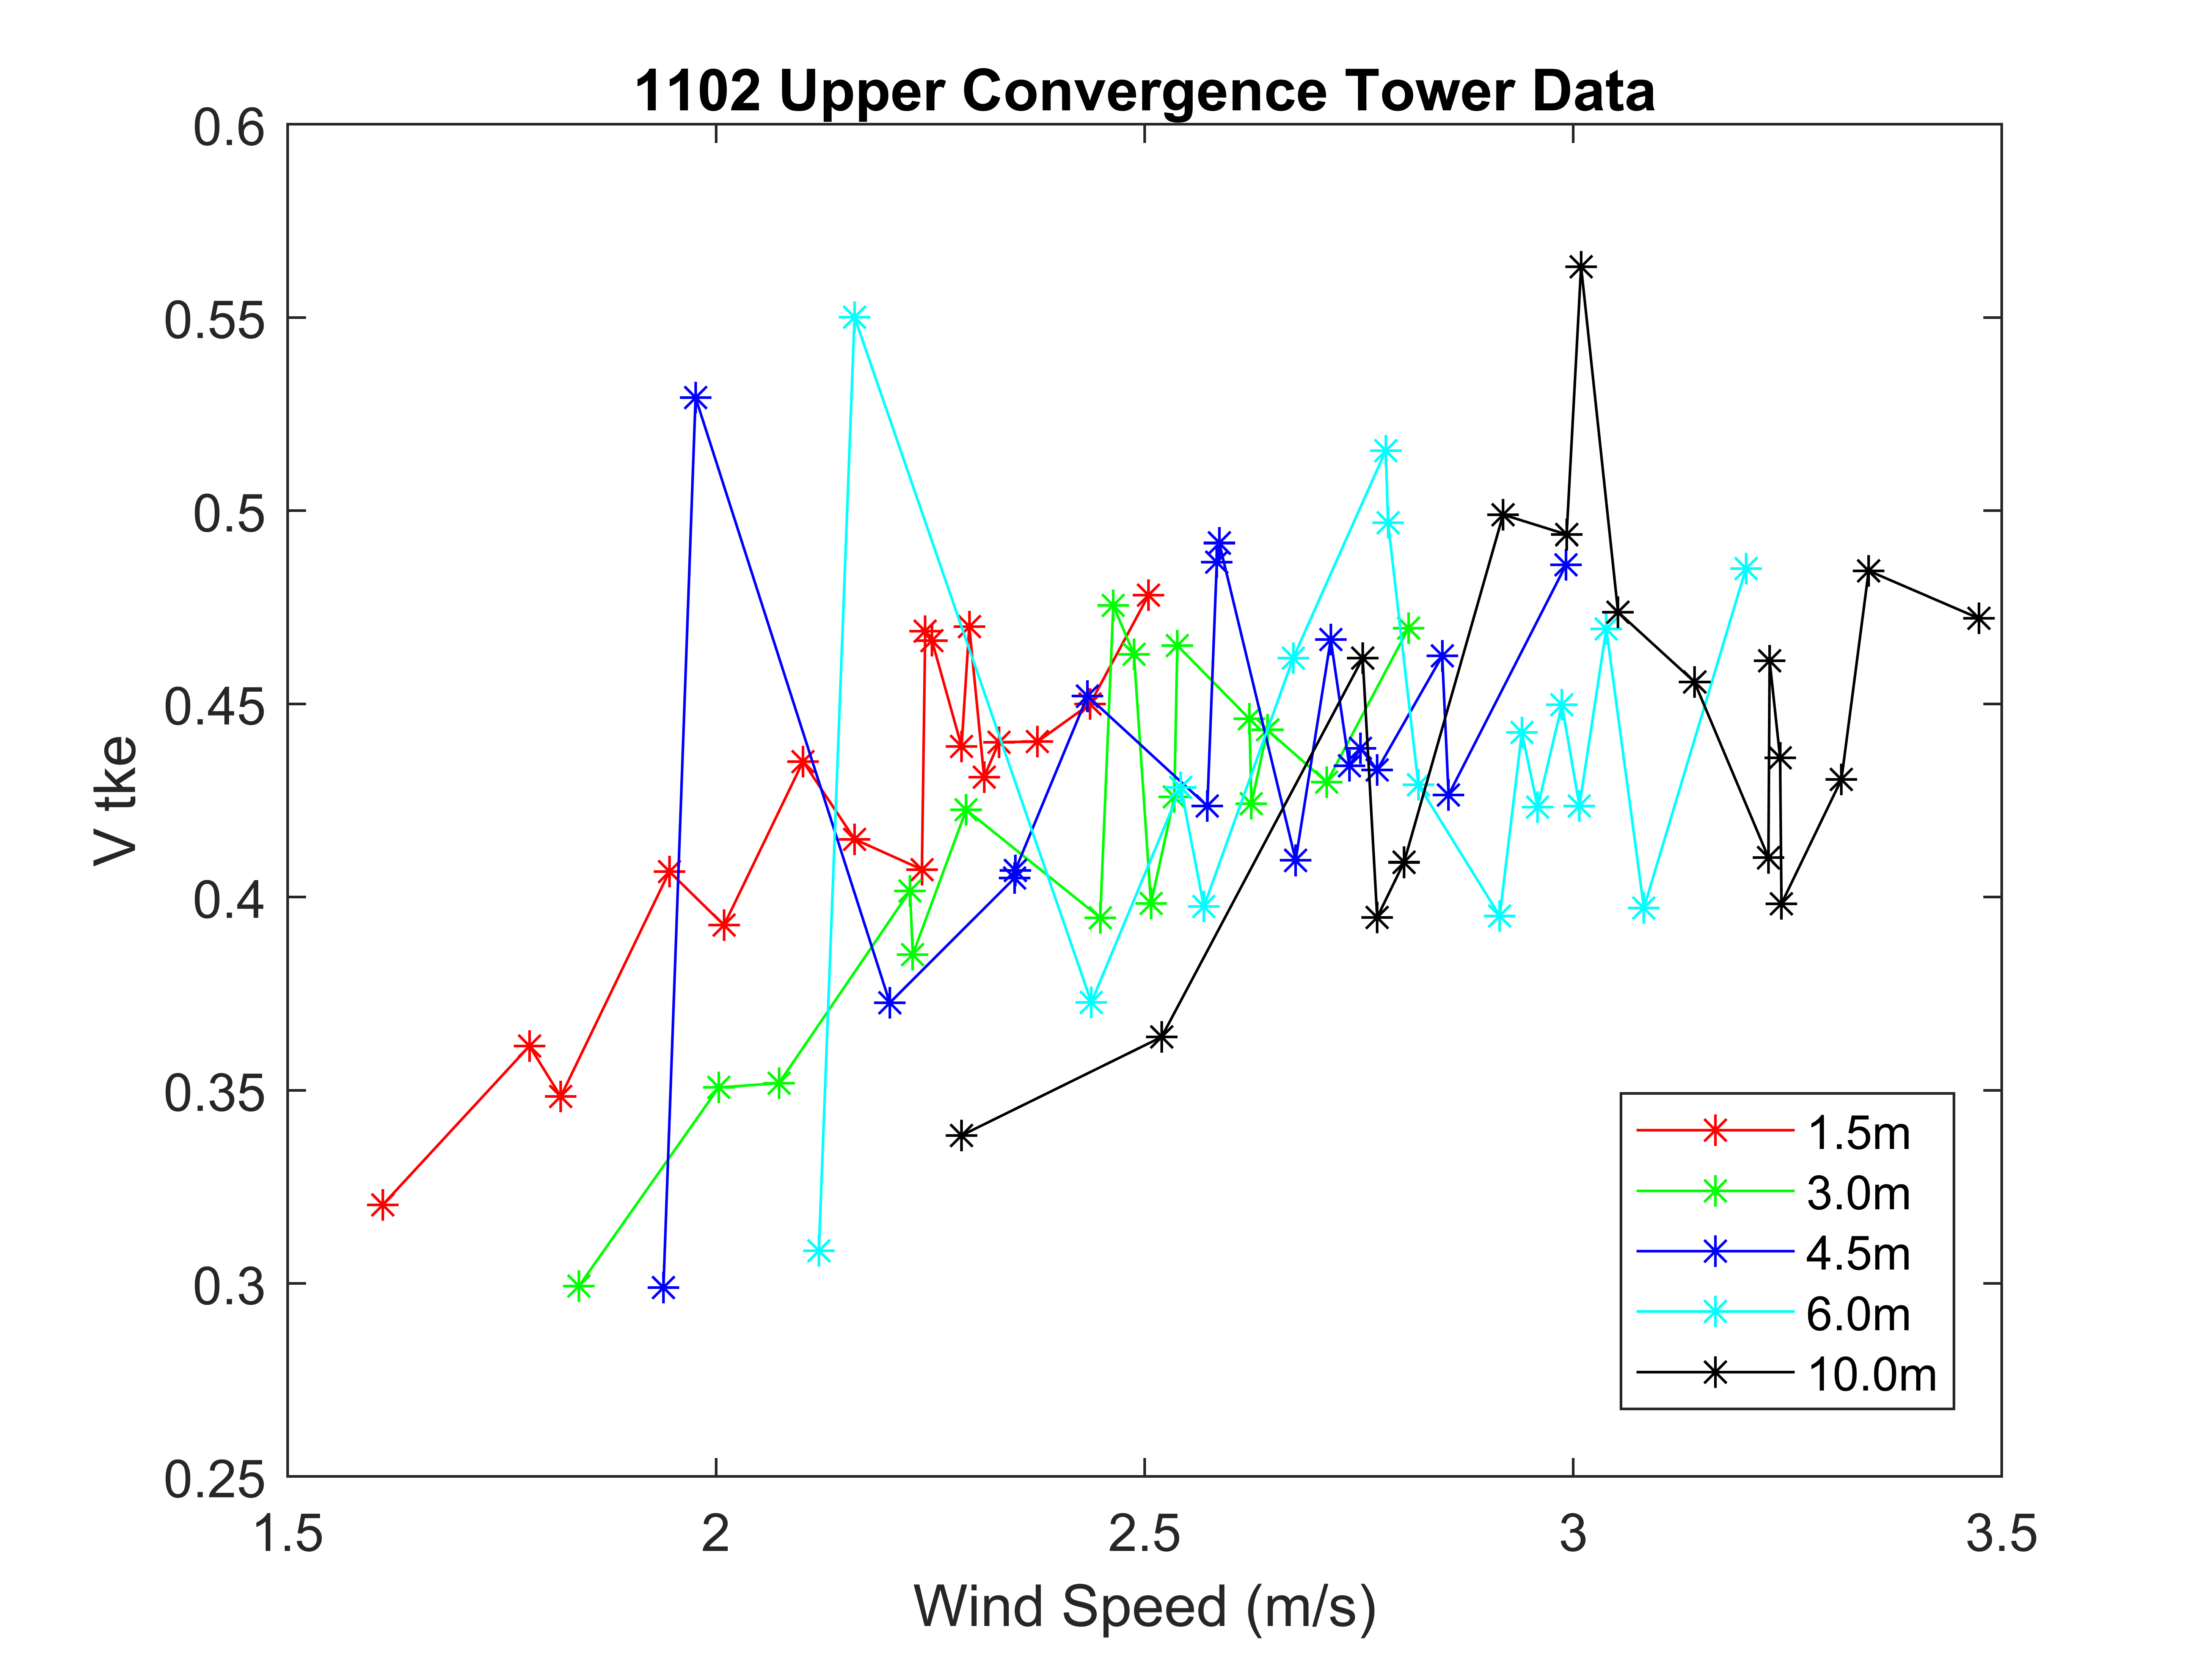 1102 Upper Convergence Tower Data
0.6
0.55
0.5
0.45
0.4
0.35
0.3
0.25
V tke
1.5 2 2.5 3 3.5
Wind Speed (m/s)
1.5m
3.0m
4.5m
6.0m
10.0m